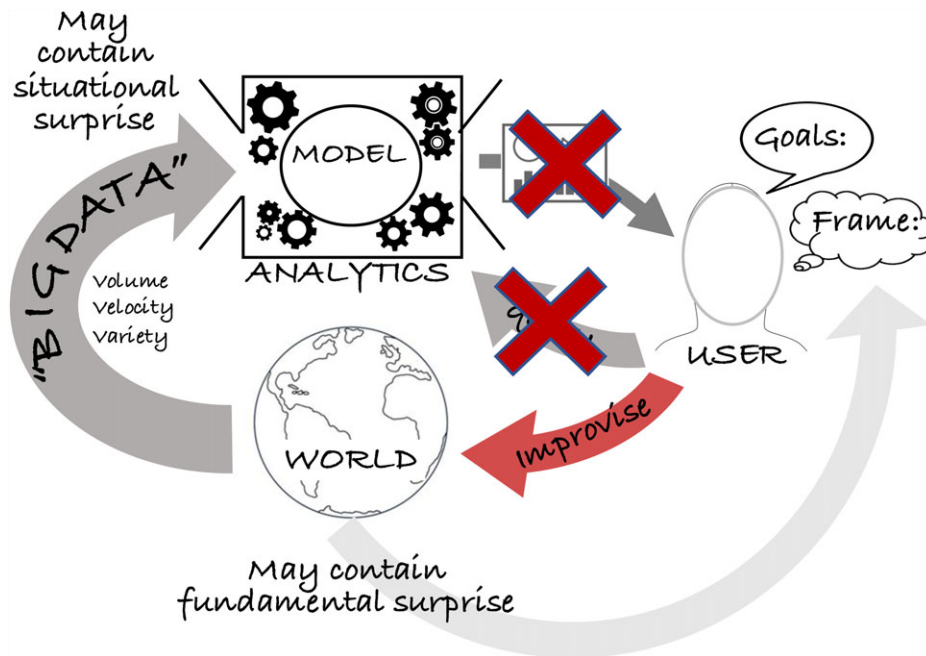 May
contain
situational
surprise
"BIG DATA"
Volume
Velocity
Variety
MODEL
ANALYTICS
Goals:
Frame:
USER
Improvise
WORLD
May contain
fundamental surprise